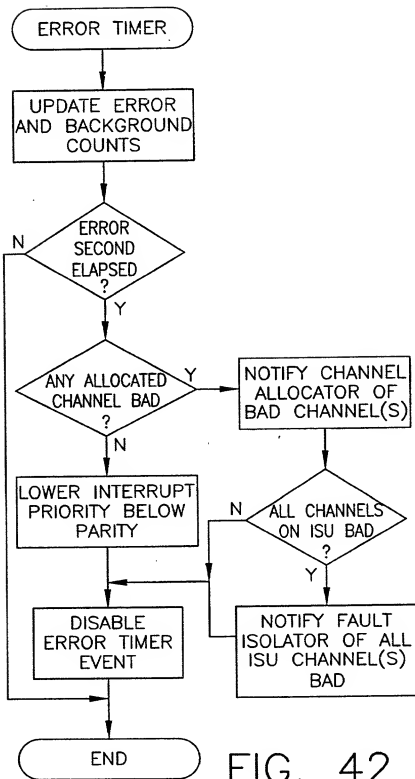 ERROR TIMER
UPDATE ERROR
AND BACKGROUND
COUNTS
N
ERROR
SECOND
ELAPSED
?
Y
ANY ALLOCATED
CHANNEL BAD
?
Y
N
NOTIFY CHANNEL
ALLOCATOR OF
BAD CHANNEL(S)
LOWER INTERRUPT
PRIORITY BELOW
PARITY
N
ALL CHANNELS
ON ISU BAD
?
Y
DISABLE
ERROR TIMER
EVENT
NOTIFY FAULT
ISOLATOR OF ALL
ISU CHANNEL(S)
BAD
END
FIG. 42